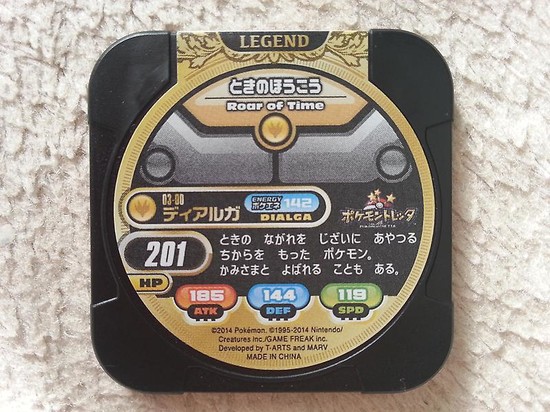 LEGEND
ときのほうこう
Roar of Time
03-00
ディアルガ
ENERGY
ポケエネ
142
DIALGA
ポケモントレッタ
201
HP
ときの ながれを じざいに あやつる
ちからを もった ポケモン。
かみさまと よばれる ことも ある。
185
ATK
144
DEF
119
SPD
©2014 Pokémon. ©1995-2014 Nintendo/
Creatures Inc./GAME FREAK inc.
Developed by T-ARTS and MARV
MADE IN CHINA